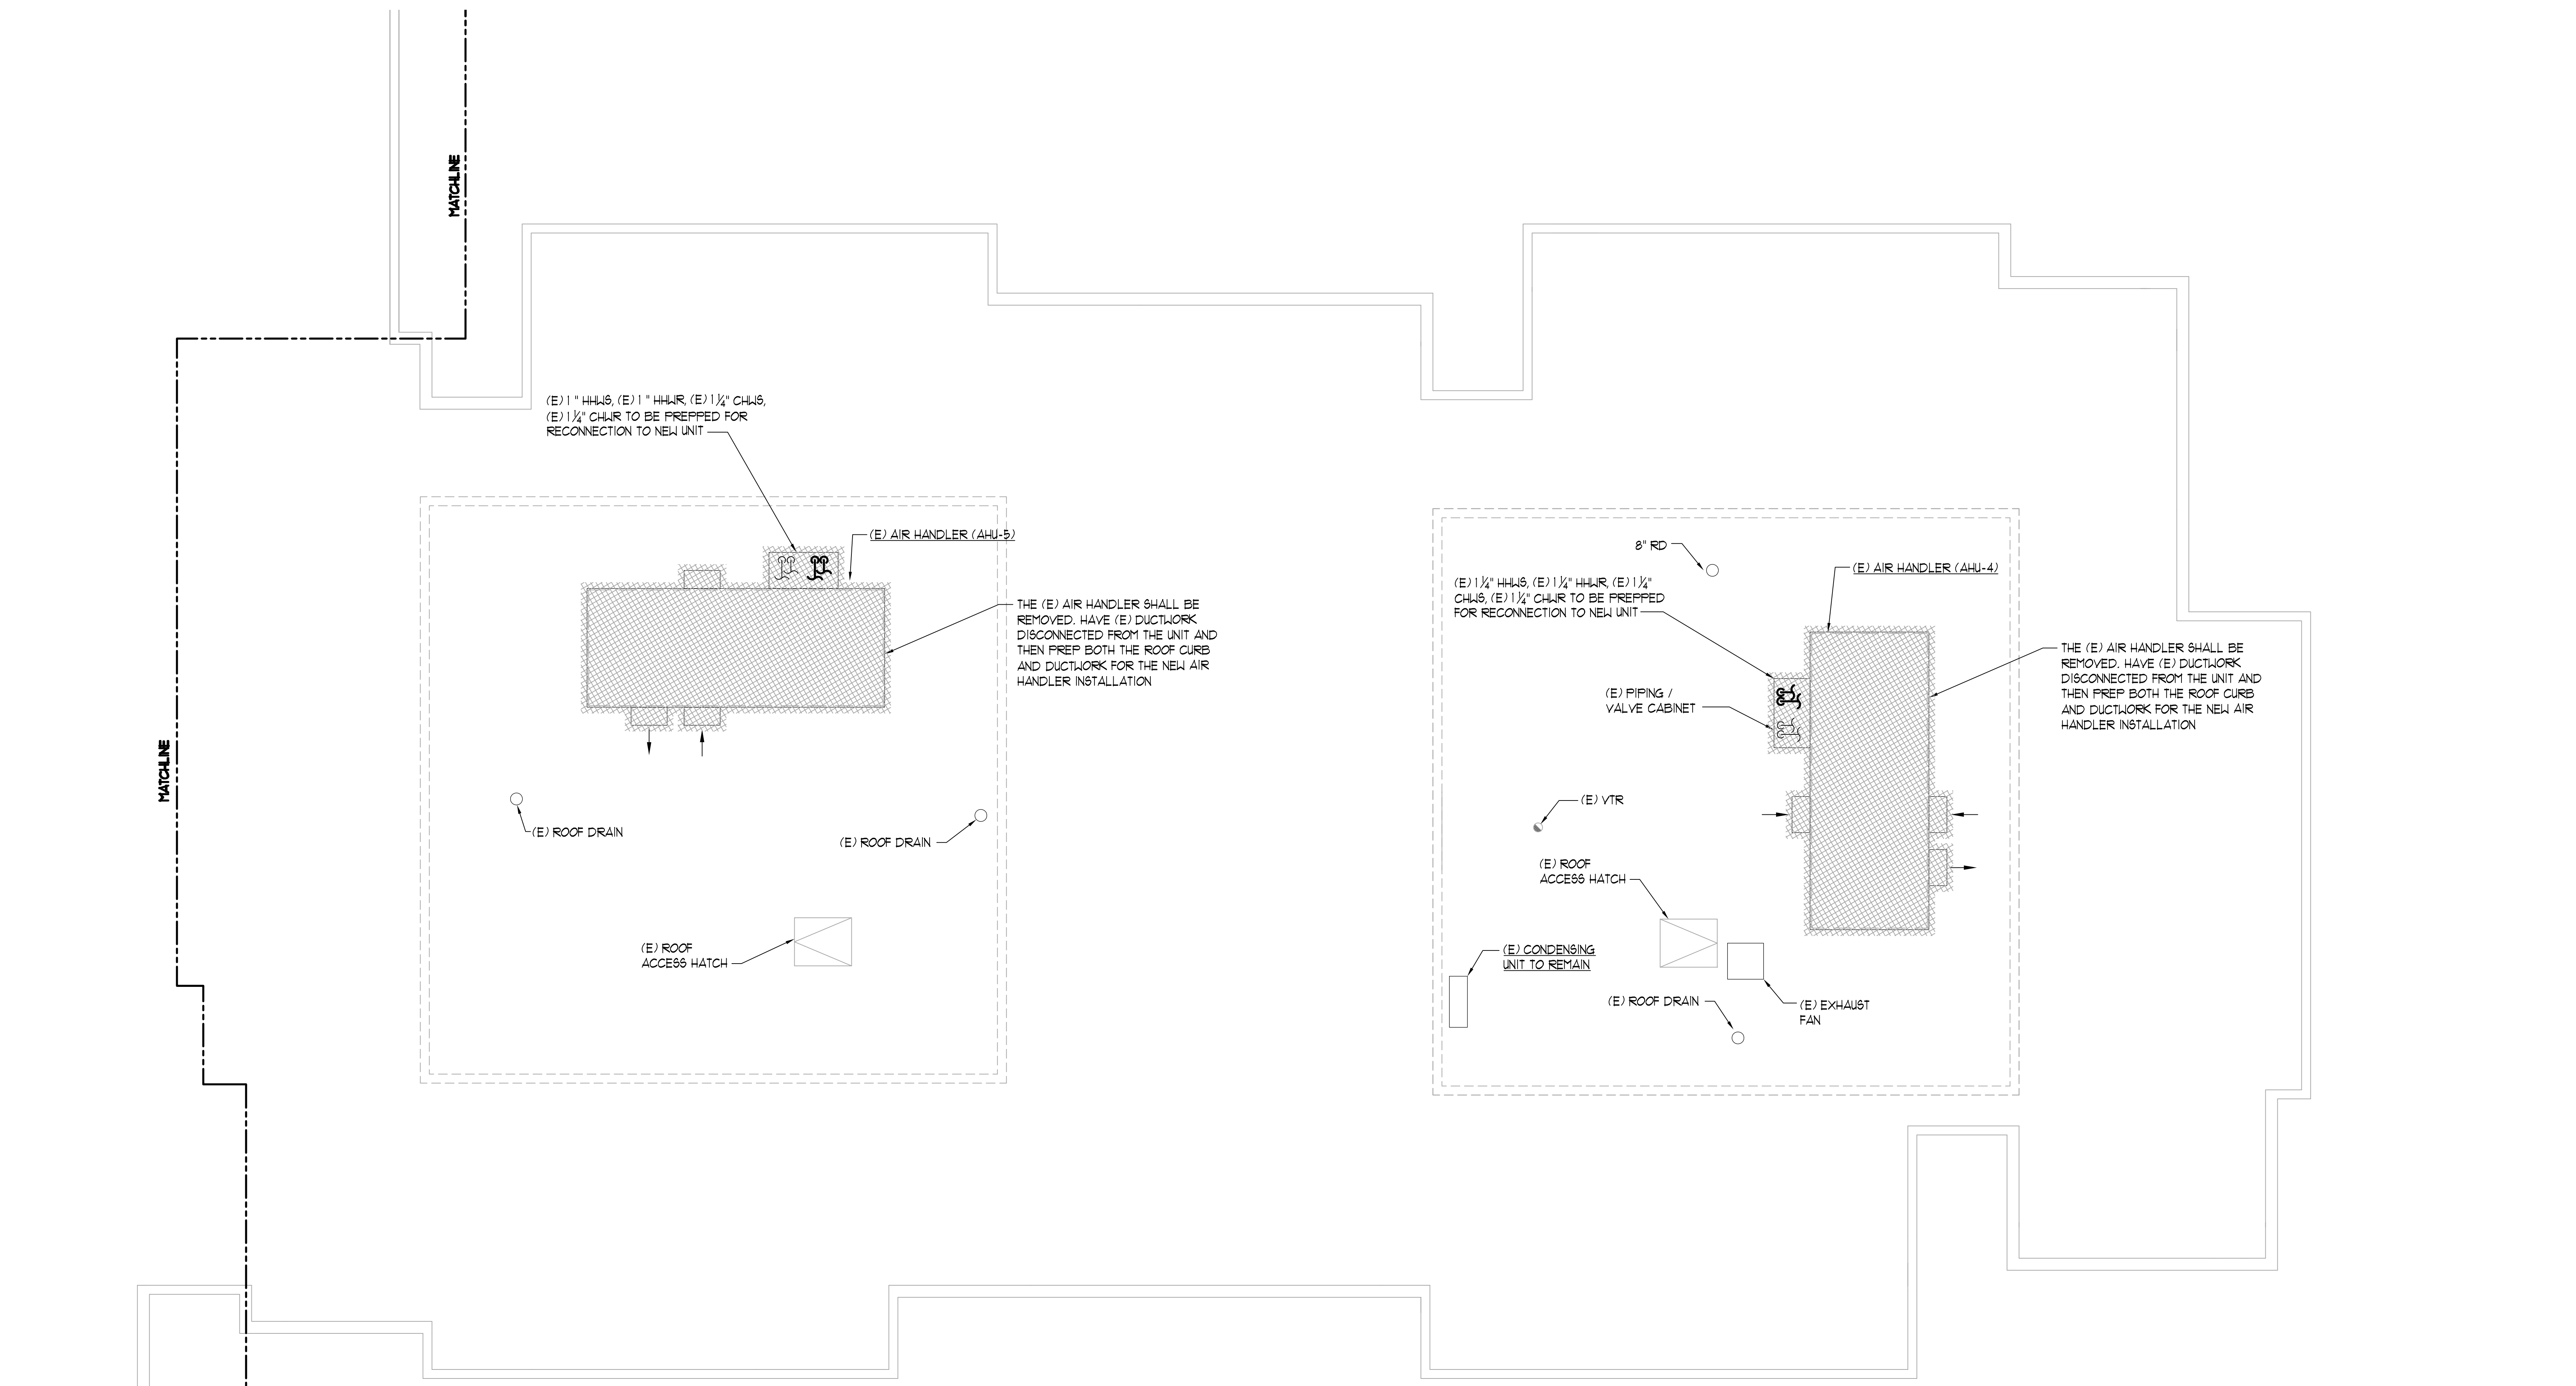 MATCHLINE
(E) 1" HHWS, (E) 1" HHWR, (E) 1¼" CHWS,
(E) 1¼" CHWR TO BE PREPPED FOR
RECONNECTION TO NEW UNIT
(E) AIR HANDLER (AHU-5)
THE (E) AIR HANDLER SHALL BE
REMOVED. HAVE (E) DUCTWORK
DISCONNECTED FROM THE UNIT AND
THEN PREP BOTH THE ROOF CURB
AND DUCTWORK FOR THE NEW AIR
HANDLER INSTALLATION
MATCHLINE
(E) ROOF DRAIN
(E) ROOF DRAIN
(E) ROOF
ACCESS HATCH
8" RD
(E) AIR HANDLER (AHU-4)
(E) 1¼" HHWS, (E) 1¼" HHWR, (E) 1¼"
CHWS, (E) 1¼" CHWR TO BE PREPPED
FOR RECONNECTION TO NEW UNIT
THE (E) AIR HANDLER SHALL BE
REMOVED. HAVE (E) DUCTWORK
DISCONNECTED FROM THE UNIT AND
THEN PREP BOTH THE ROOF CURB
AND DUCTWORK FOR THE NEW AIR
HANDLER INSTALLATION
(E) PIPING /
VALVE CABINET
(E) VTR
(E) ROOF
ACCESS HATCH
(E) CONDENSING
UNIT TO REMAIN
(E) ROOF DRAIN
(E) EXHAUST
FAN